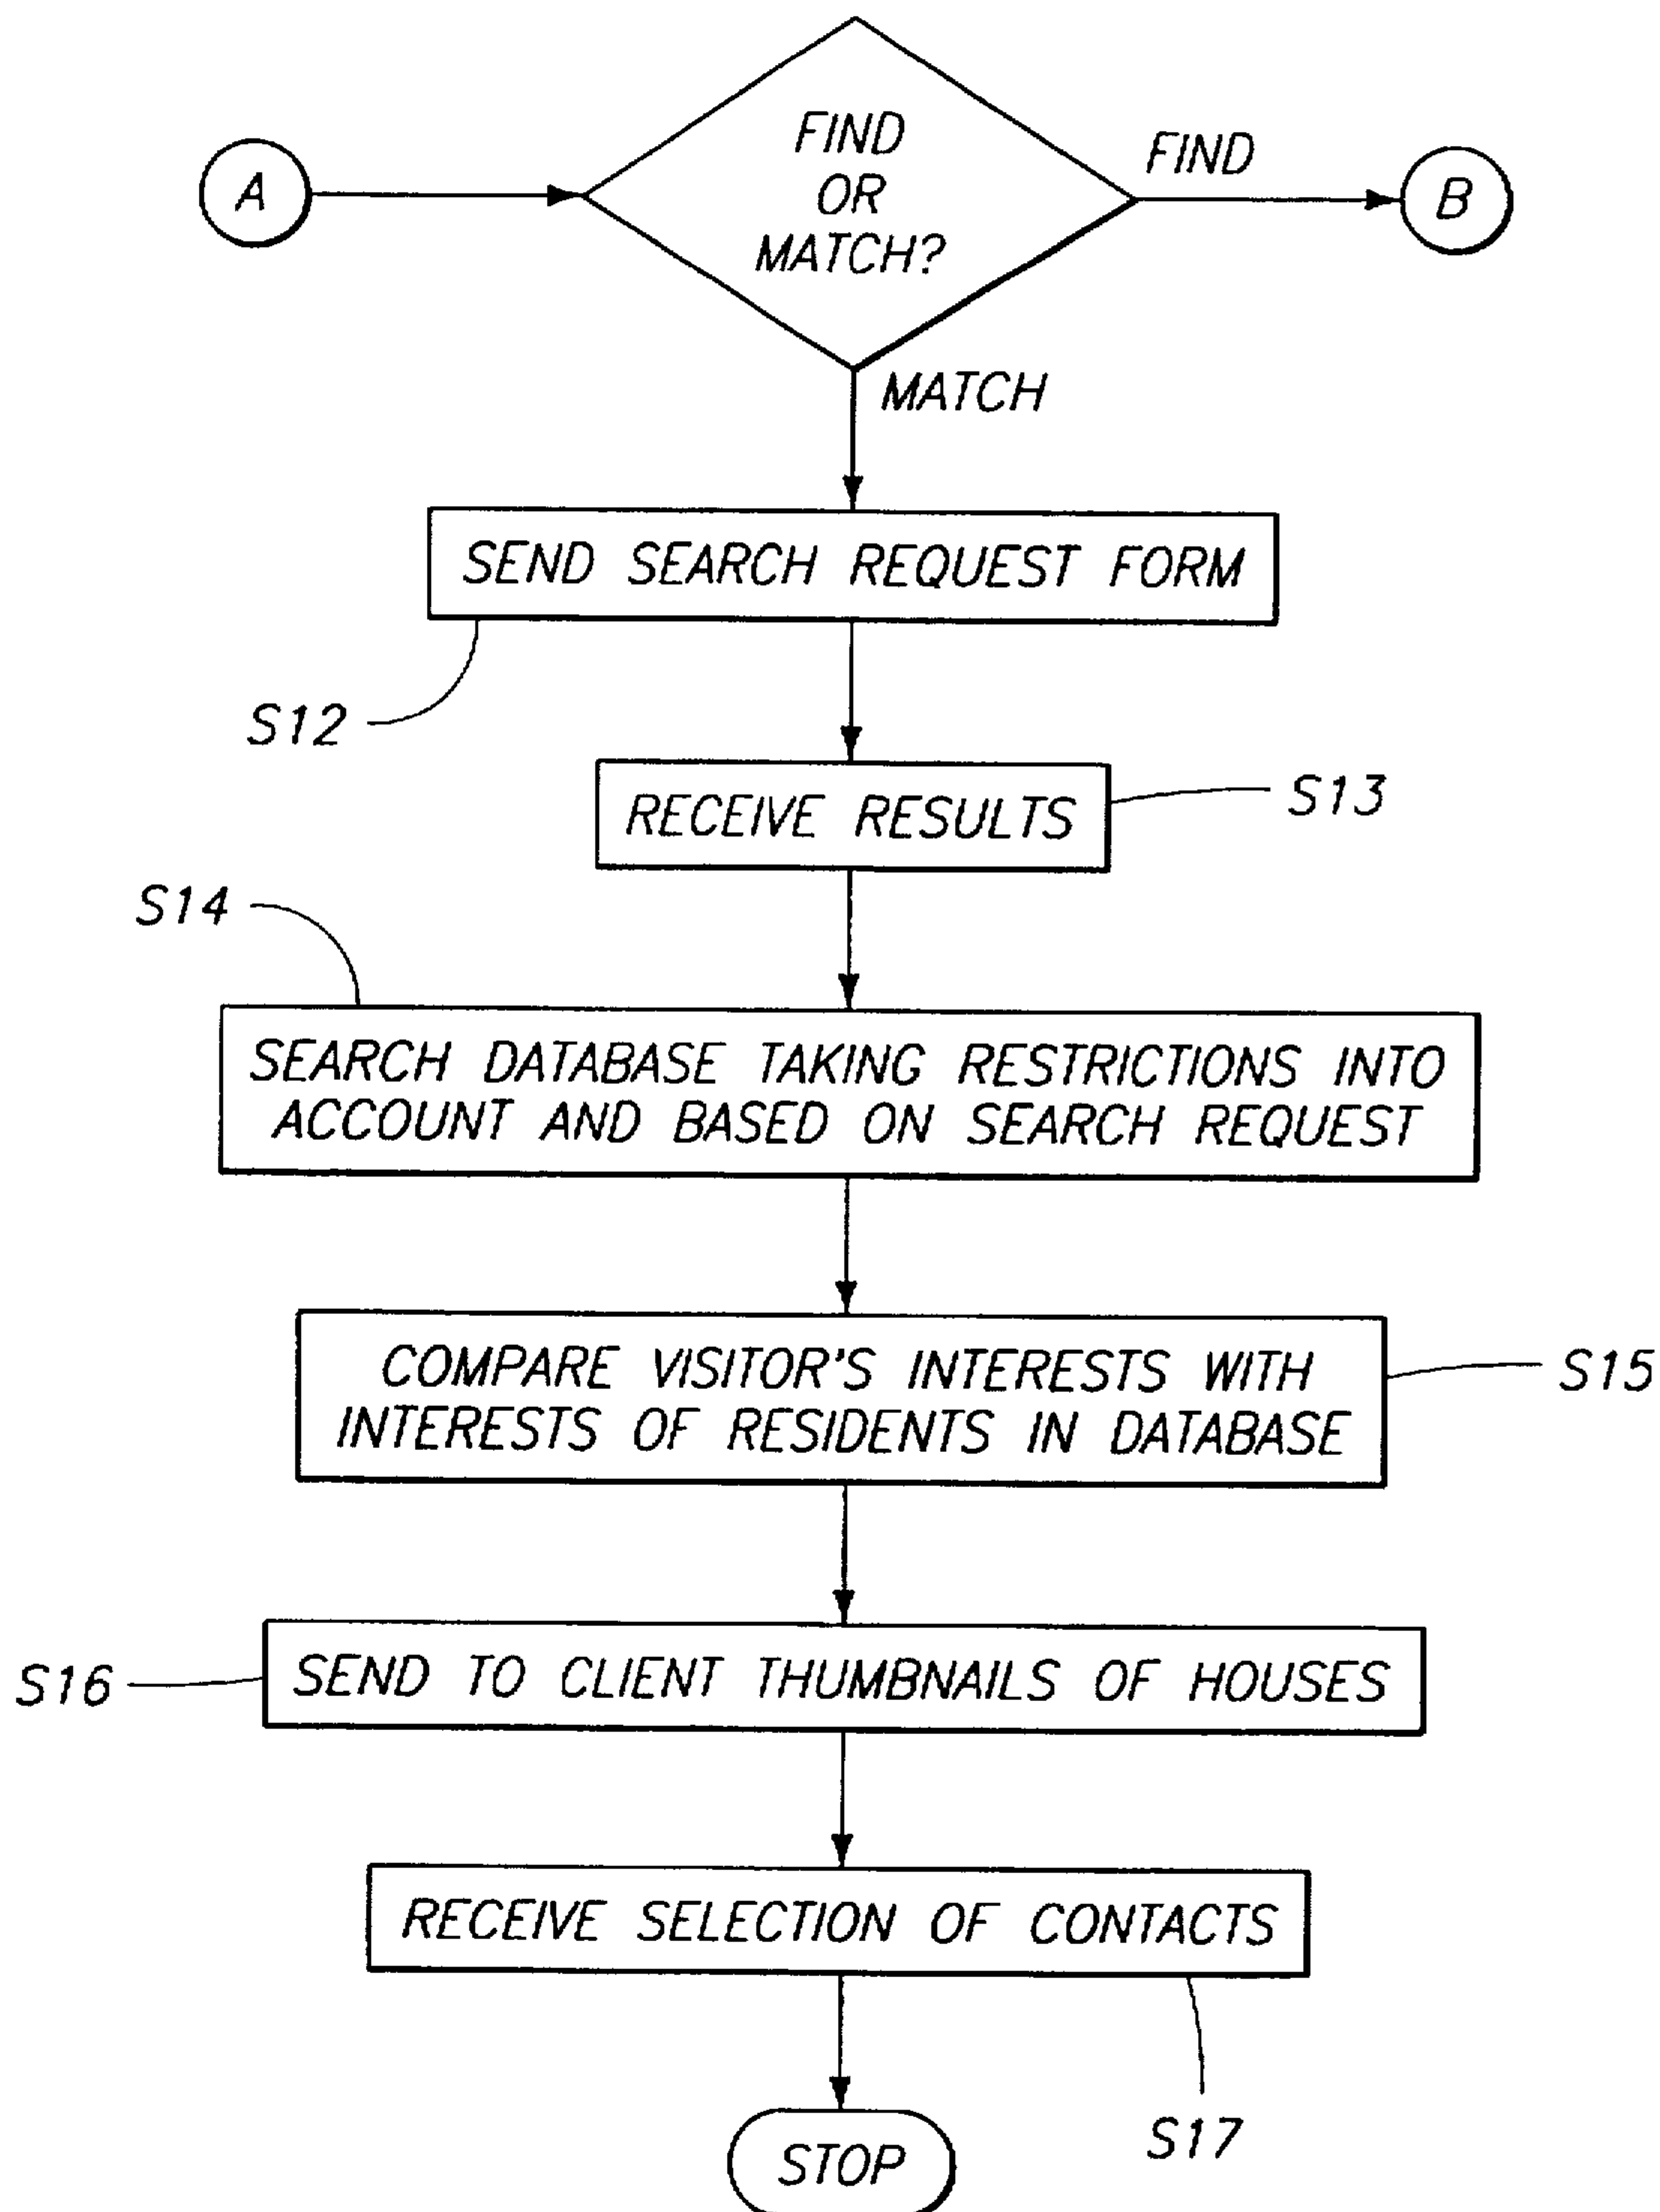 A
FIND
OR
MATCH?
FIND
B
MATCH
SEND SEARCH REQUEST FORM
S12
RECEIVE RESULTS
S13
S14
SEARCH DATABASE TAKING RESTRICTIONS INTO
ACCOUNT AND BASED ON SEARCH REQUEST
COMPARE VISITOR'S INTERESTS WITH
INTERESTS OF RESIDENTS IN DATABASE
S15
S16
SEND TO CLIENT THUMBNAILS OF HOUSES
RECEIVE SELECTION OF CONTACTS
S17
STOP